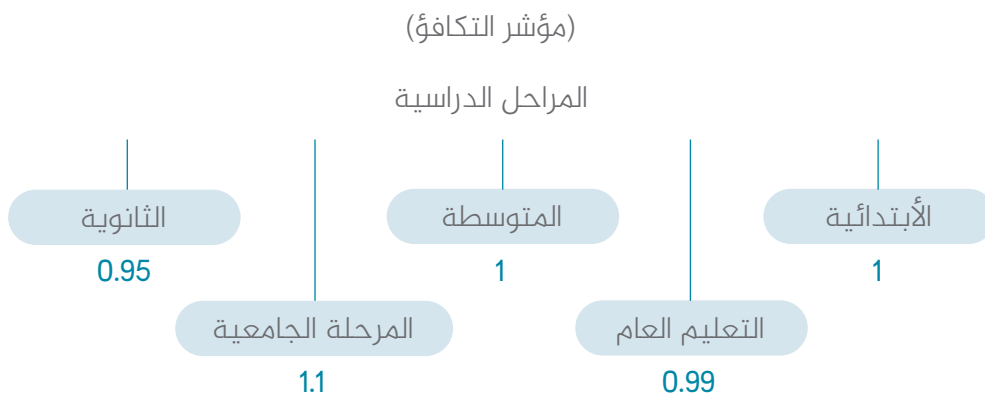 (مؤشر التكافؤ)
المراحل الدراسية
الأبتدائية
1
المتوسطة
1
الثانوية
0.95
التعليم العام
0.99
المرحلة الجامعية
1.1